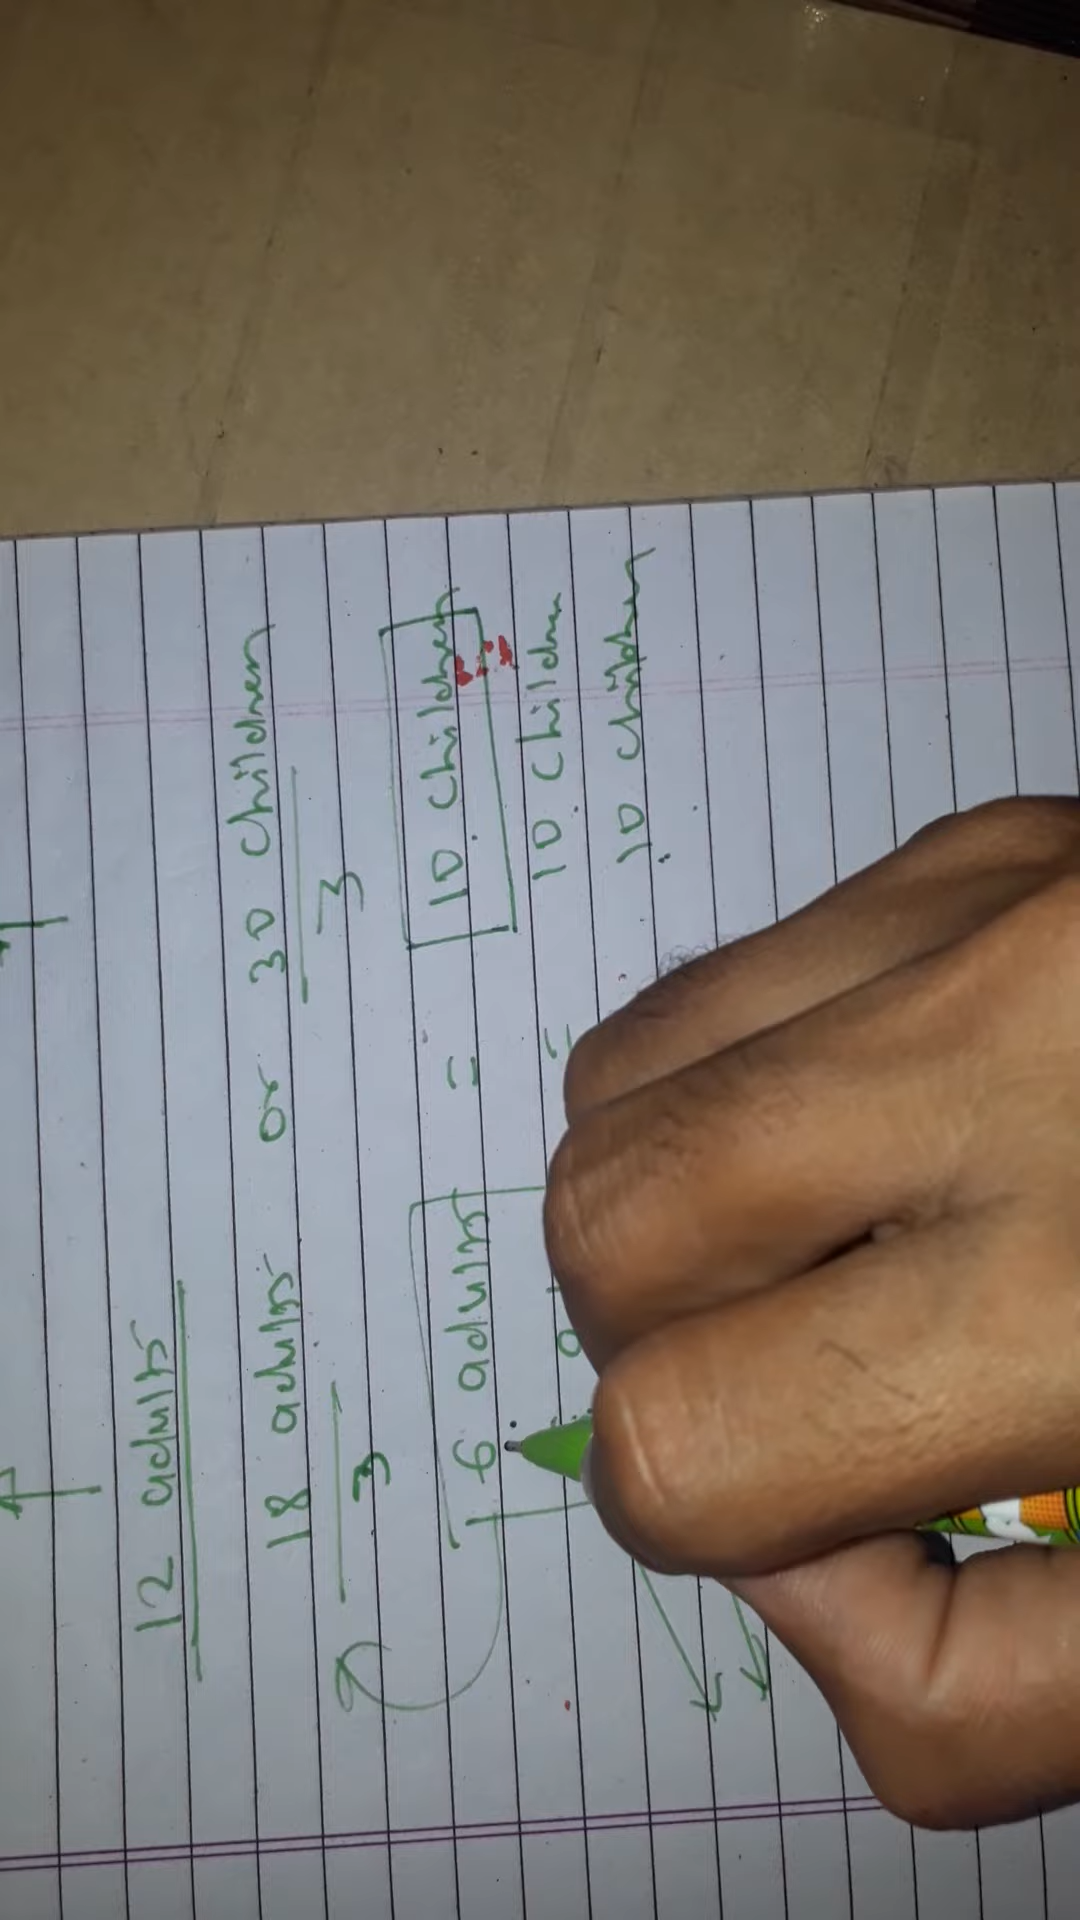 12 adults
18 adults or 30 children
3 3
6 adults = 10 children
= 10 children
10 children